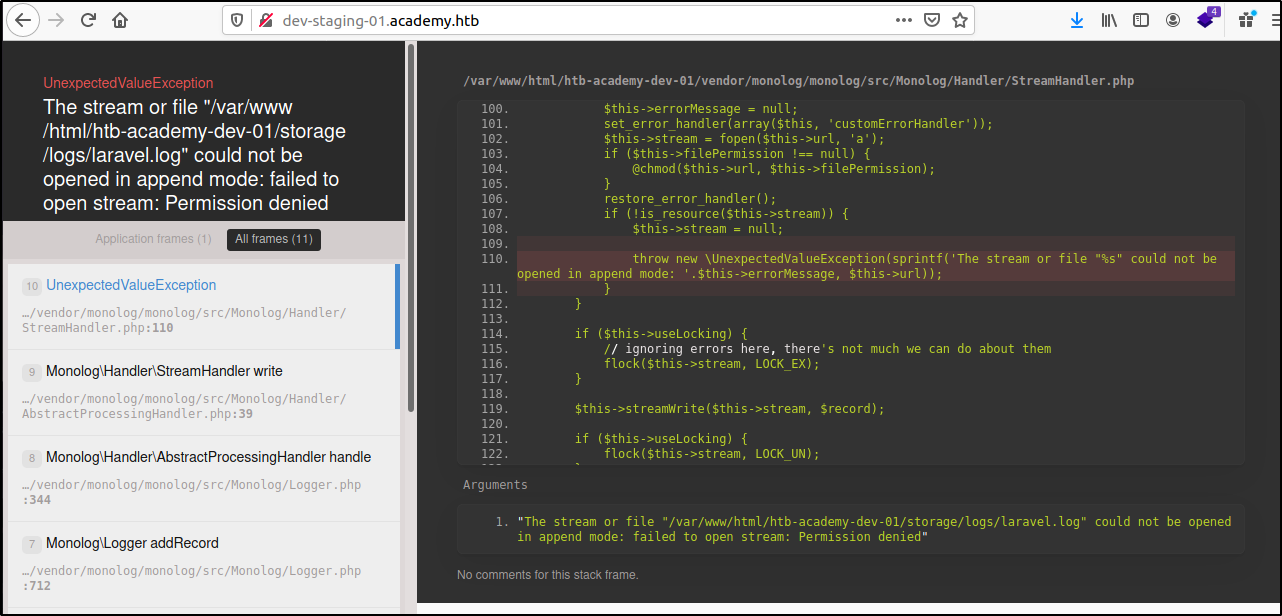 dev-staging-01.academy.htb
4
UnexpectedValueException
The stream or file "/var/www
/html/htb-academy-dev-01/storage
/logs/laravel.log" could not be
opened in append mode: failed to
open stream: Permission denied
Application frames (1)
All frames (11)
10 UnexpectedValueException
…/vendor/monolog/monolog/src/Monolog/Handler/
StreamHandler.php:110
9 Monolog\Handler\StreamHandler write
…/vendor/monolog/monolog/src/Monolog/Handler/
AbstractProcessingHandler.php:39
8 Monolog\Handler\AbstractProcessingHandler handle
…/vendor/monolog/monolog/src/Monolog/Logger.php
:344
7 Monolog\Logger addRecord
…/vendor/monolog/monolog/src/Monolog/Logger.php
:712
/var/www/html/htb-academy-dev-01/vendor/monolog/monolog/src/Monolog/Handler/StreamHandler.php
100. $this->errorMessage = null;
101. set_error_handler(array($this, 'customErrorHandler'));
102. $this->stream = fopen($this->url, 'a');
103. if ($this->filePermission !== null) {
104. @chmod($this->url, $this->filePermission);
105. }
106. restore_error_handler();
107. if (!is_resource($this->stream)) {
108. $this->stream = null;
109.
110. throw new \UnexpectedValueException(sprintf('The stream or file "%s" could not be
opened in append mode: '.$this->errorMessage, $this->url));
111. }
112. }
113.
114. if ($this->useLocking) {
115. // ignoring errors here, there's not much we can do about them
116. flock($this->stream, LOCK_EX);
117. }
118.
119. $this->streamWrite($this->stream, $record);
120.
121. if ($this->useLocking) {
122. flock($this->stream, LOCK_UN);
Arguments
1. "The stream or file "/var/www/html/htb-academy-dev-01/storage/logs/laravel.log" could not be opened
in append mode: failed to open stream: Permission denied"
No comments for this stack frame.